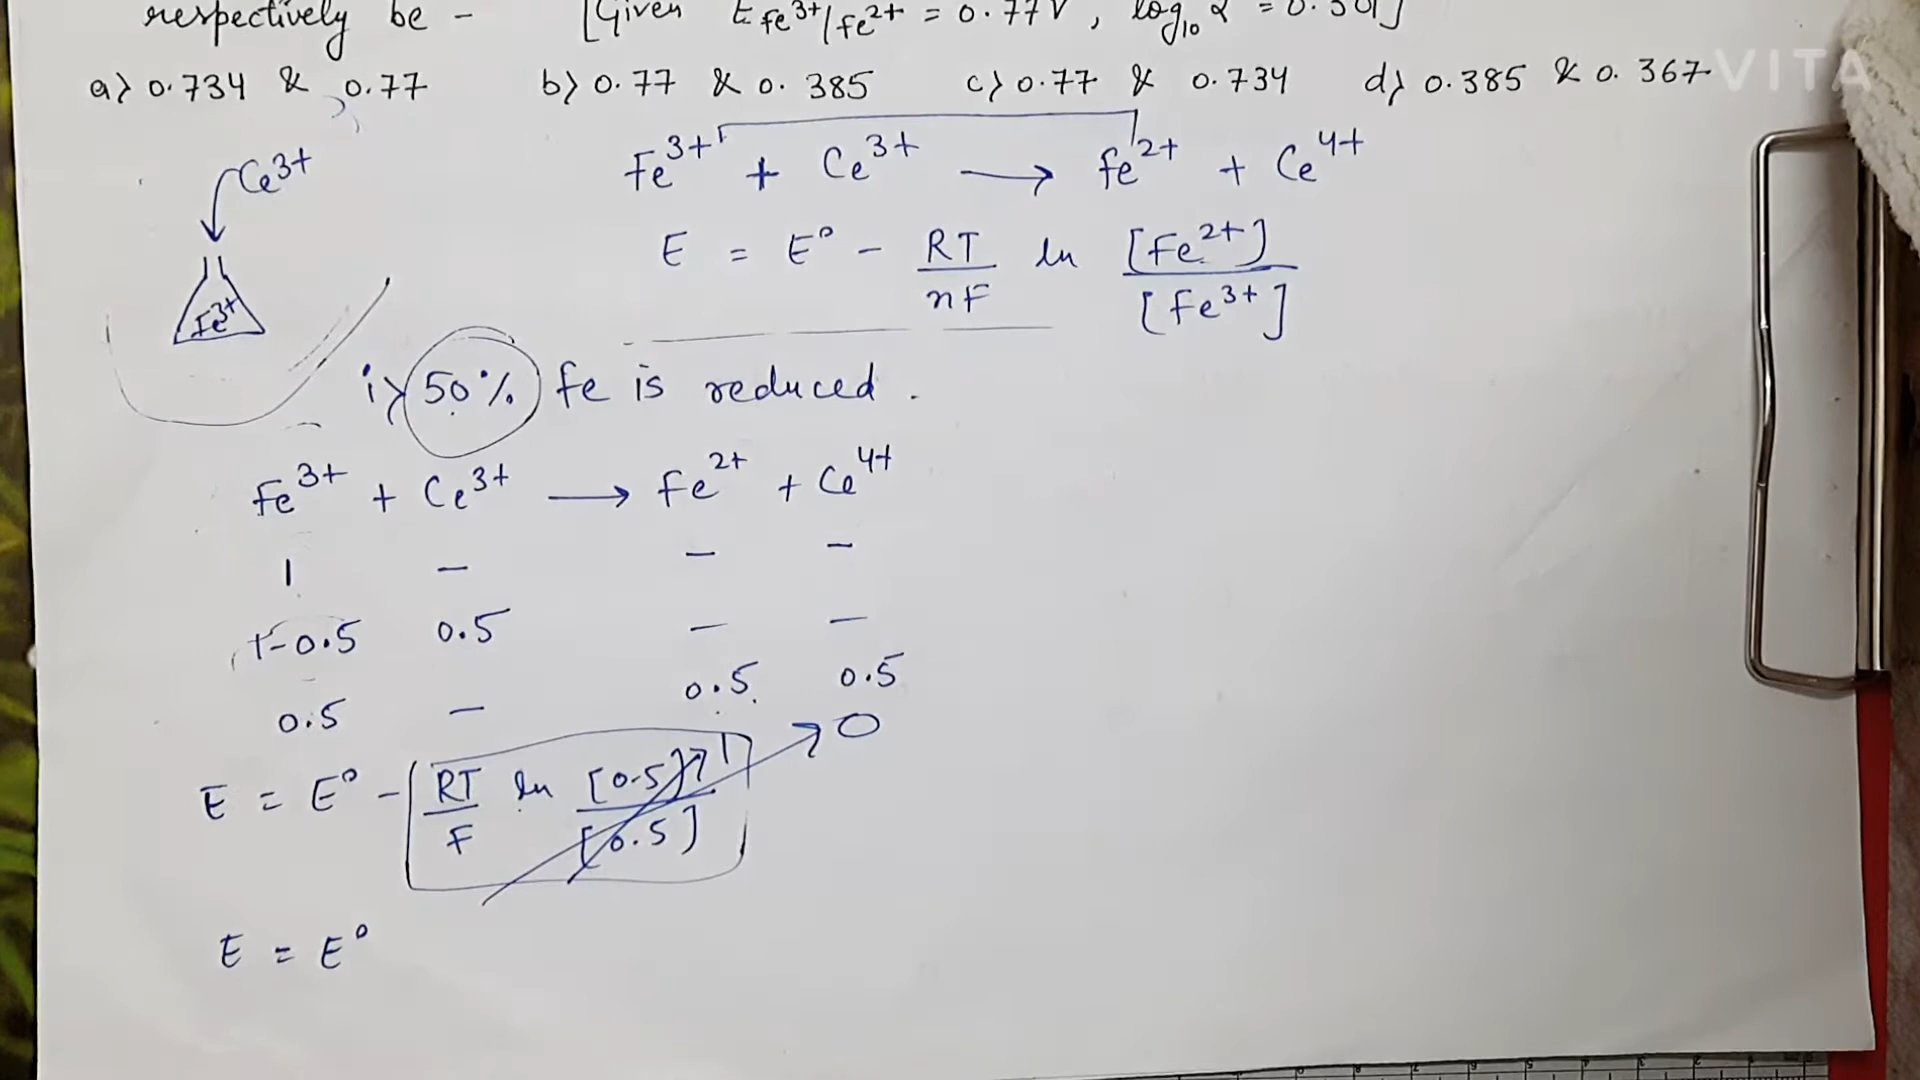 respectively be - [Given E Fe3+/Fe2+ = 0.77V, log10 2 = 0.301]
a) 0.734 & 0.77 b) 0.77 & 0.385 c) 0.77 & 0.734 d) 0.385 & 0.367
VITA
Ce3+
Fe3+ + Ce3+ → Fe2+ + Ce4+
E = E° - RT/nF ln [Fe2+]/[Fe3+]
Fe3+
i) 50% Fe is reduced.
Fe3+ + Ce3+ → Fe2+ + Ce4+
1 - - -
1-0.5 0.5 - -
0.5 - 0.5 0.5
E = E° - RT/F ln [0.5]/[0.5] 1 0
E = E°